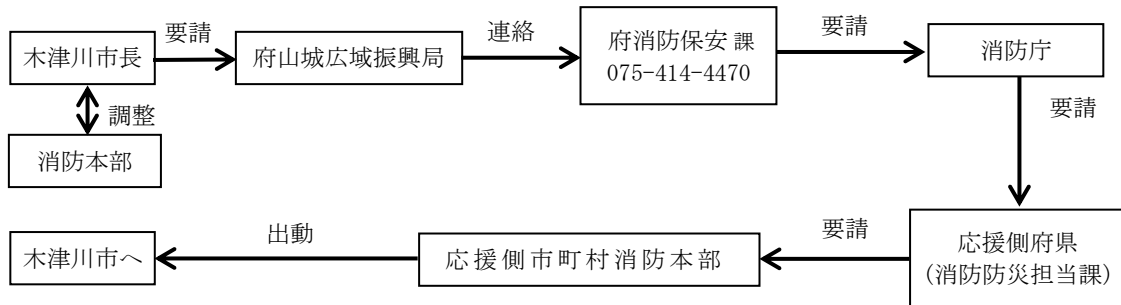 木津川市長
要請
府山城広域振興局
連絡
府消防保安課
075-414-4470
要請
消防庁
調整
消防本部
要請
木津川市へ
出動
応援側市町村消防本部
要請
応援側府県
(消防防災担当課)